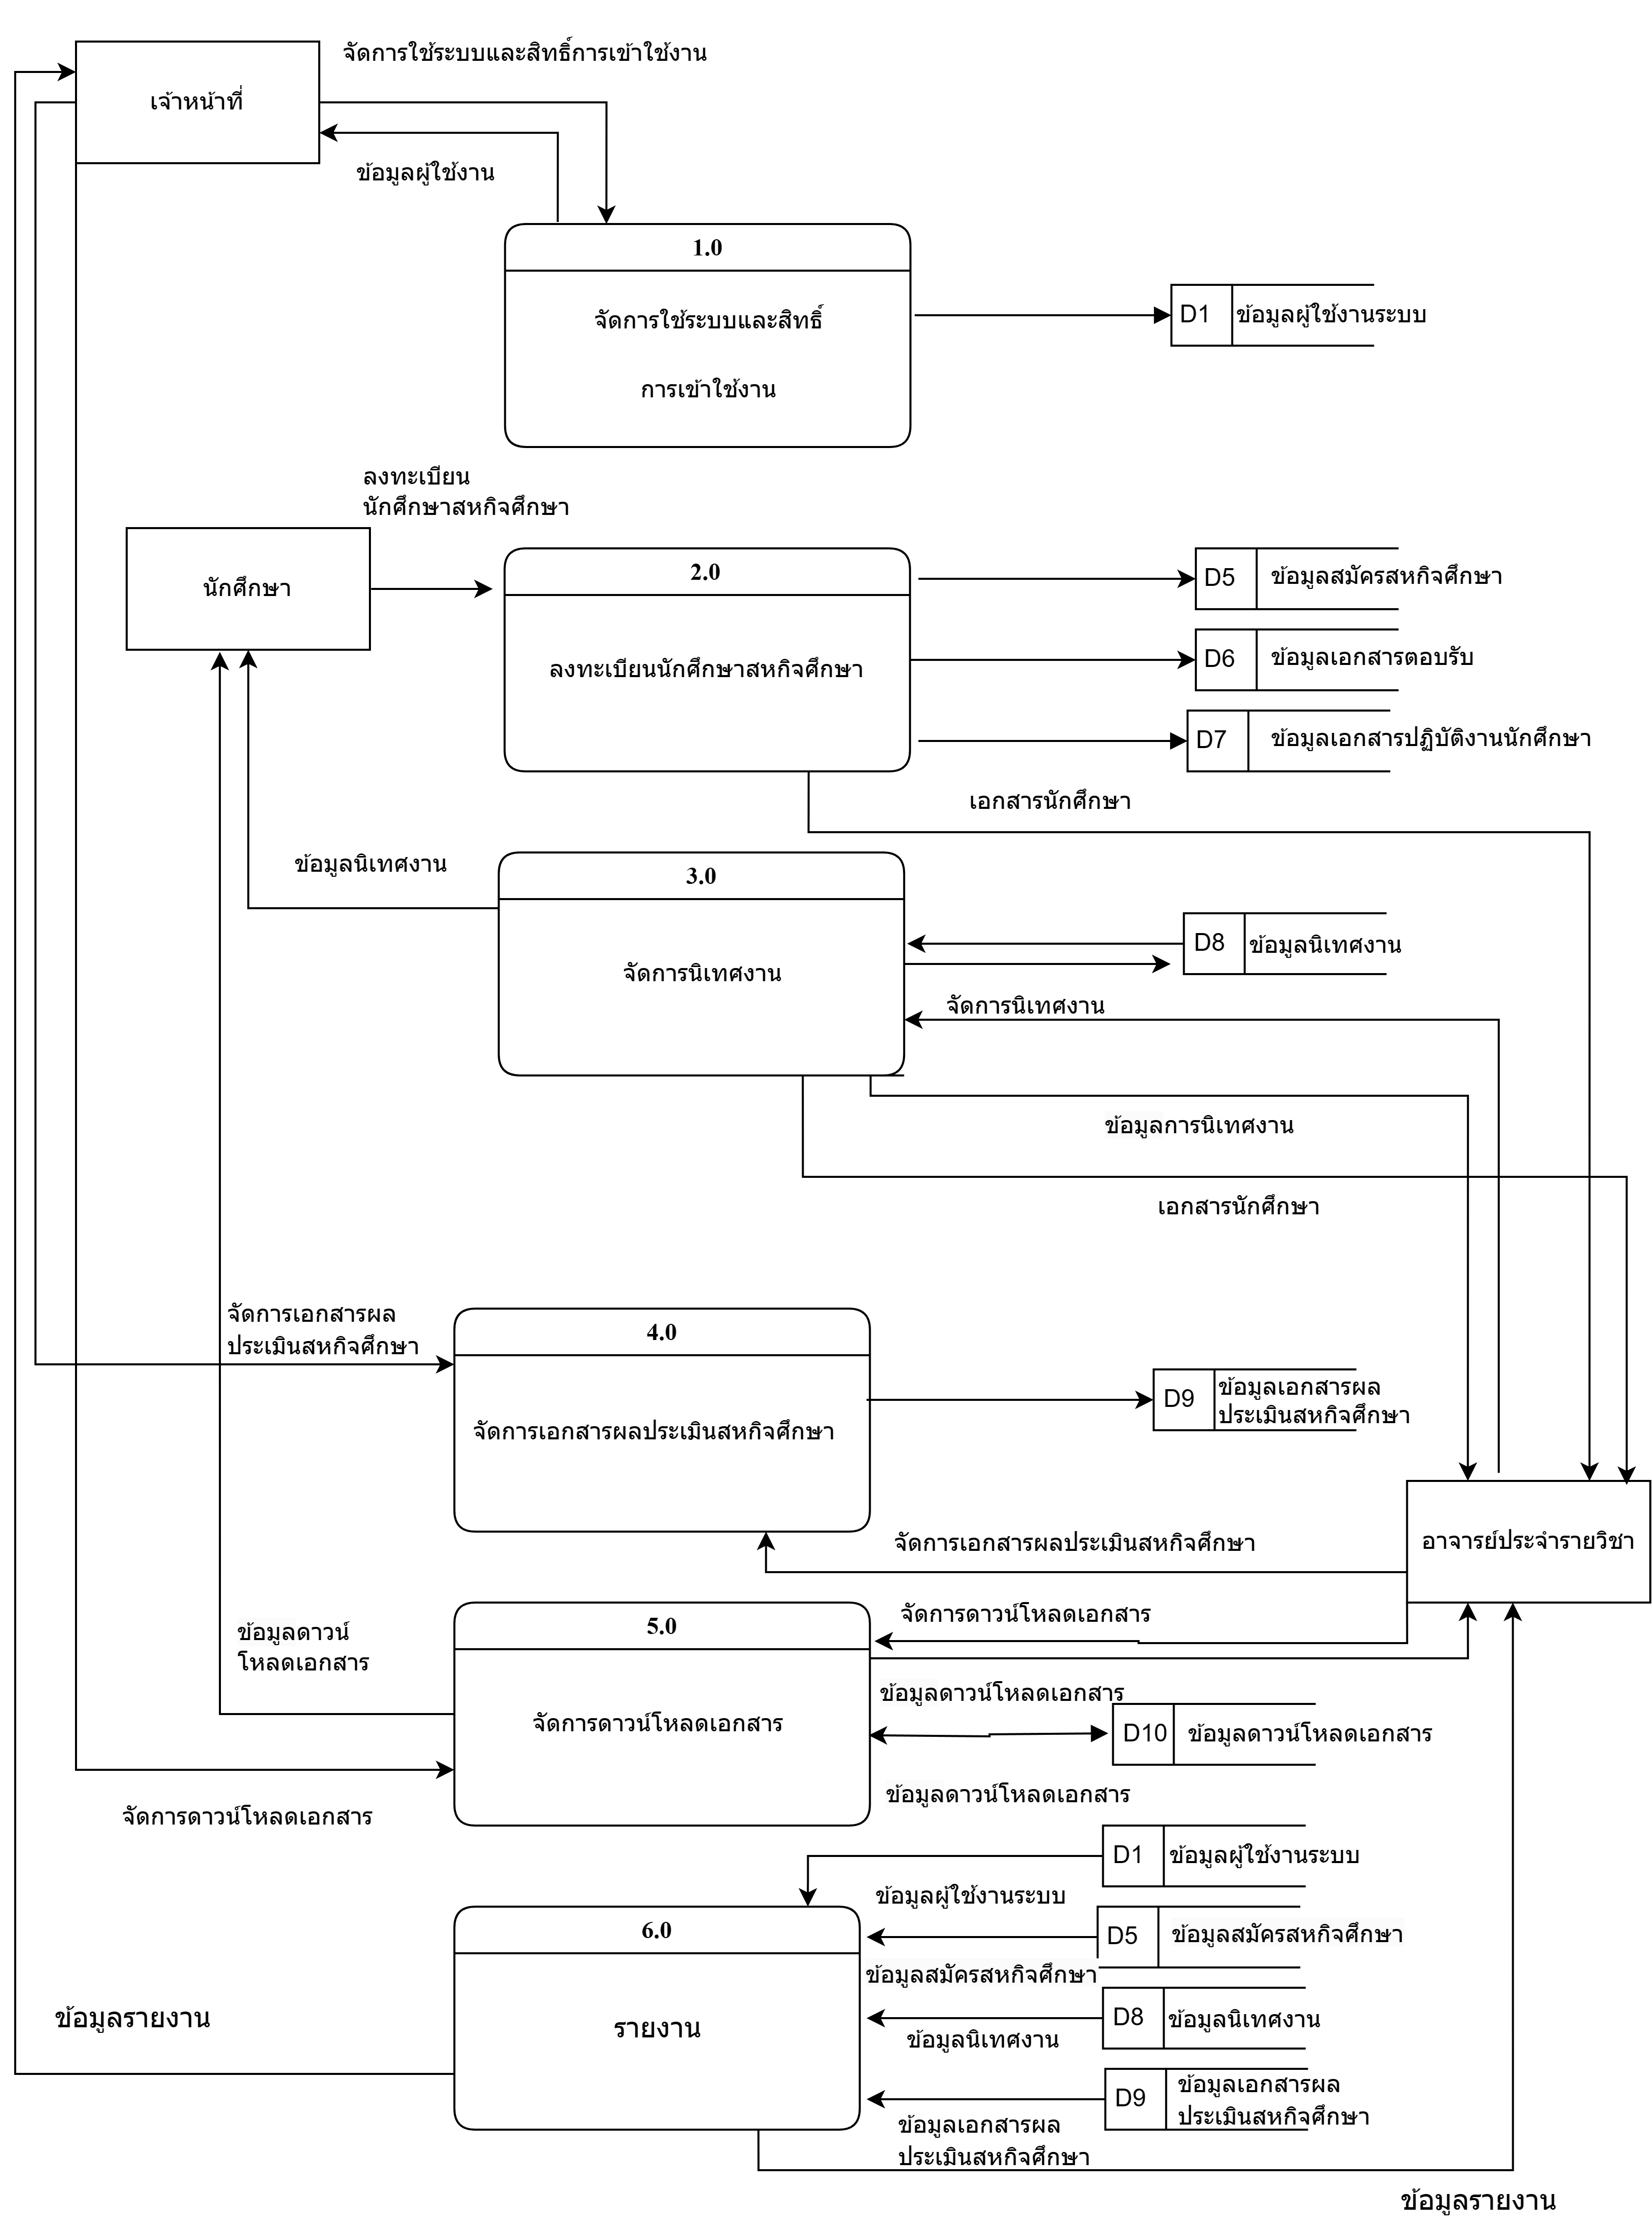 จัดการใช้ระบบและสิทธิ์การเข้าใช้งาน
เจ้าหน้าที่
ข้อมูลผู้ใช้งาน
1.0
จัดการใช้ระบบและสิทธิ์
การเข้าใช้งาน
D1
ข้อมูลผู้ใช้งานระบบ
ลงทะเบียน
นักศึกษาสหกิจศึกษา
นักศึกษา
2.0
ลงทะเบียนนักศึกษาสหกิจศึกษา
D5
ข้อมูลสมัครสหกิจศึกษา
D6
ข้อมูลเอกสารตอบรับ
D7
ข้อมูลเอกสารปฏิบัติงานนักศึกษา
เอกสารนักศึกษา
ข้อมูลนิเทศงาน
3.0
จัดการนิเทศงาน
D8
ข้อมูลนิเทศงาน
จัดการนิเทศงาน
ข้อมูลการนิเทศงาน
เอกสารนักศึกษา
จัดการเอกสารผล
ประเมินสหกิจศึกษา
4.0
จัดการเอกสารผลประเมินสหกิจศึกษา
D9
ข้อมูลเอกสารผล
ประเมินสหกิจศึกษา
จัดการเอกสารผลประเมินสหกิจศึกษา
อาจารย์ประจำรายวิชา
ข้อมูลดาวน์
โหลดเอกสาร
5.0
จัดการดาวน์โหลดเอกสาร
จัดการดาวน์โหลดเอกสาร
ข้อมูลดาวน์โหลดเอกสาร
D10
ข้อมูลดาวน์โหลดเอกสาร
ข้อมูลดาวน์โหลดเอกสาร
จัดการดาวน์โหลดเอกสาร
D1
ข้อมูลผู้ใช้งานระบบ
ข้อมูลผู้ใช้งานระบบ
6.0
รายงาน
D5
ข้อมูลสมัครสหกิจศึกษา
ข้อมูลสมัครสหกิจศึกษา
D8
ข้อมูลนิเทศงาน
ข้อมูลนิเทศงาน
ข้อมูลรายงาน
D9
ข้อมูลเอกสารผล
ประเมินสหกิจศึกษา
ข้อมูลเอกสารผล
ประเมินสหกิจศึกษา
ข้อมูลรายงาน